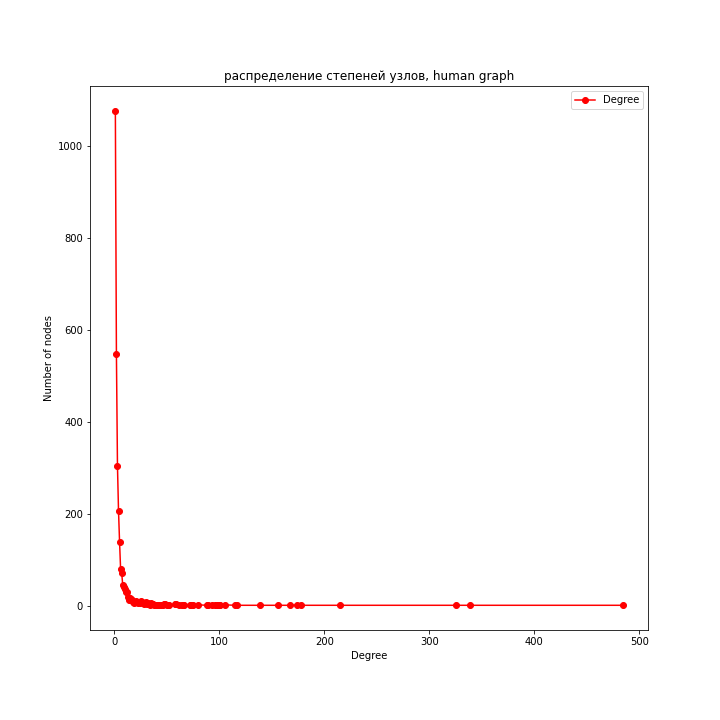 распределение степеней узлов, human graph
Degree
1000
800
600
400
200
0
Number of nodes
0 100 200 300 400 500
Degree